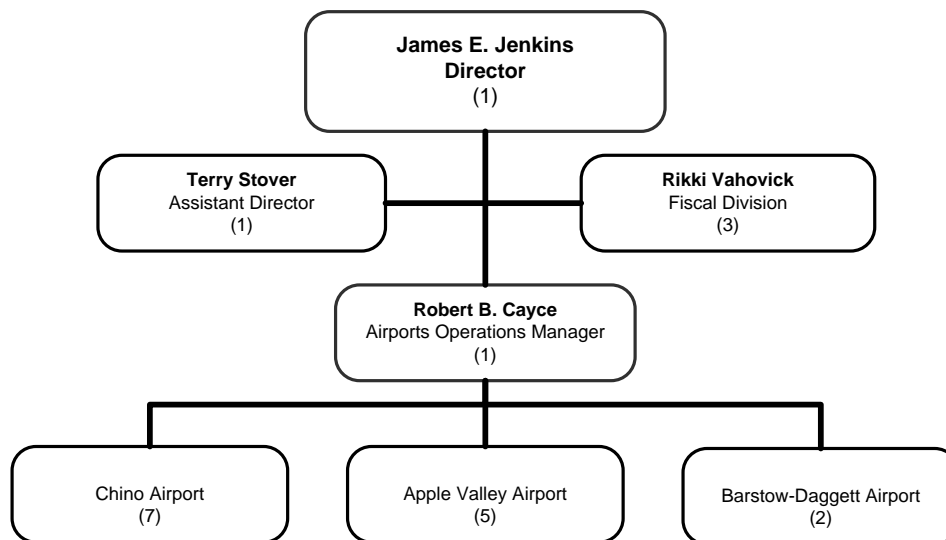 James E. Jenkins
Director
(1)
Terry Stover
Assistant Director
(1)
Rikki Vahovick
Fiscal Division
(3)
Robert B. Cayce
Airports Operations Manager
(1)
Chino Airport
(7)
Apple Valley Airport
(5)
Barstow-Daggett Airport
(2)